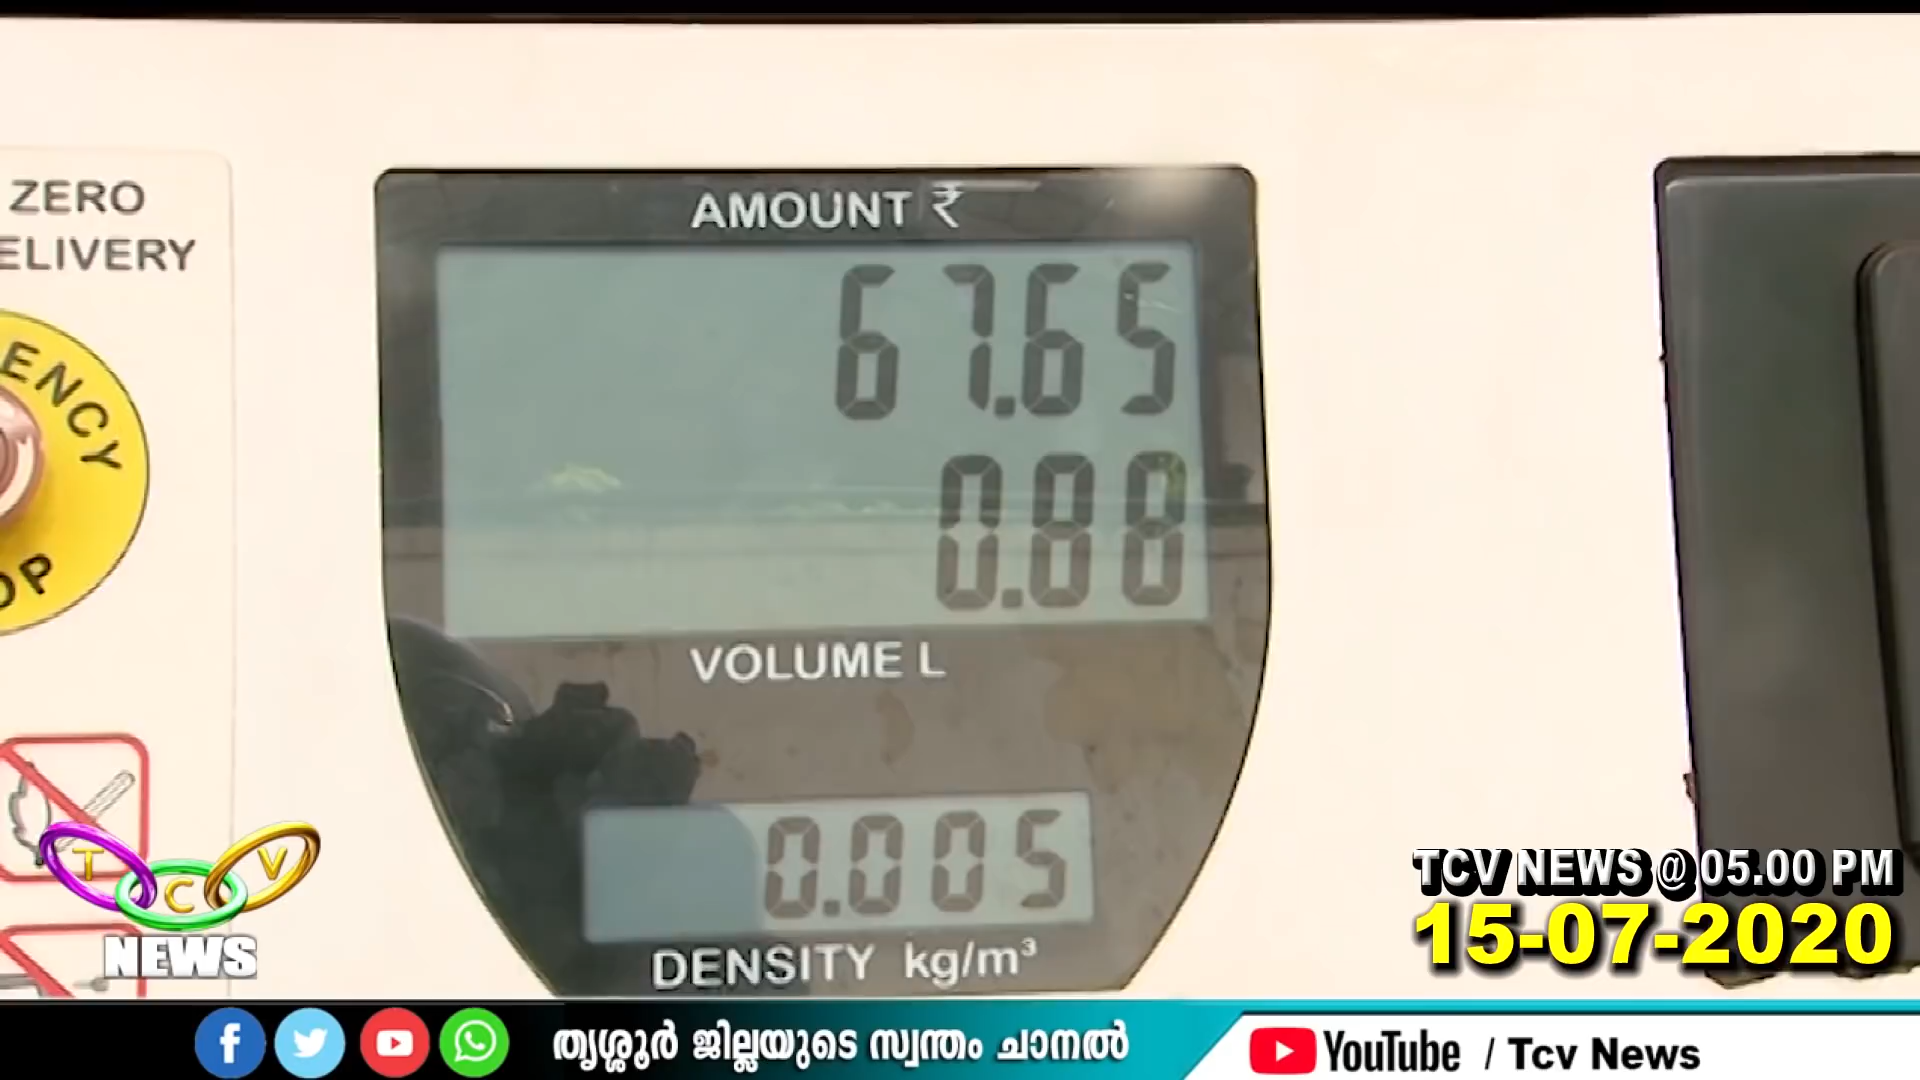 ZERO
ELIVERY
ENCY
OP
AMOUNT ₹
67.65
0.88
VOLUME L
0.005
DENSITY kg/m³
T C V
NEWS
TCV NEWS @ 05.00 PM
15-07-2020
തൃശ്ശൂർ ജില്ലയുടെ സ്വന്തം ചാനൽ
YouTube / Tcv News